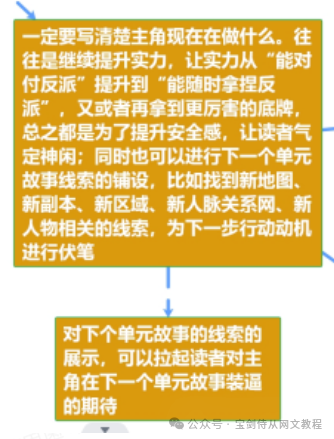 一定要写清楚主角现在在做什么。往
往是继续提升实力，让实力从“能对
付反派”提升到“能随时拿捏反
派”，又或者再拿到更厉害的底牌，
总之都是为了提升安全感，让读者气
定神闲；同时也可以进行下一个单元
故事线索的铺设，比如找到新地图、
新副本、新区域、新人脉关系网、新
人物相关的线索，为下一步行动动机
进行伏笔
对下个单元故事的线索的
展示，可以拉起读者对主
角在下一个单元故事装逼
的期待
公众号 · 宝剑侍从网文教程